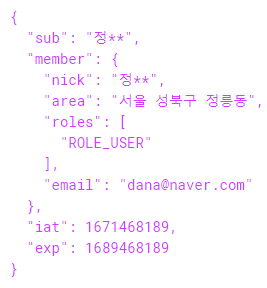 {
  "sub": "정**",
  "member": {
    "nick": "정**",
    "area": "서울 성북구 정릉동",
    "roles": [
      "ROLE_USER"
    ],
    "email": "dana@naver.com"
  },
  "iat": 1671468189,
  "exp": 1689468189
}